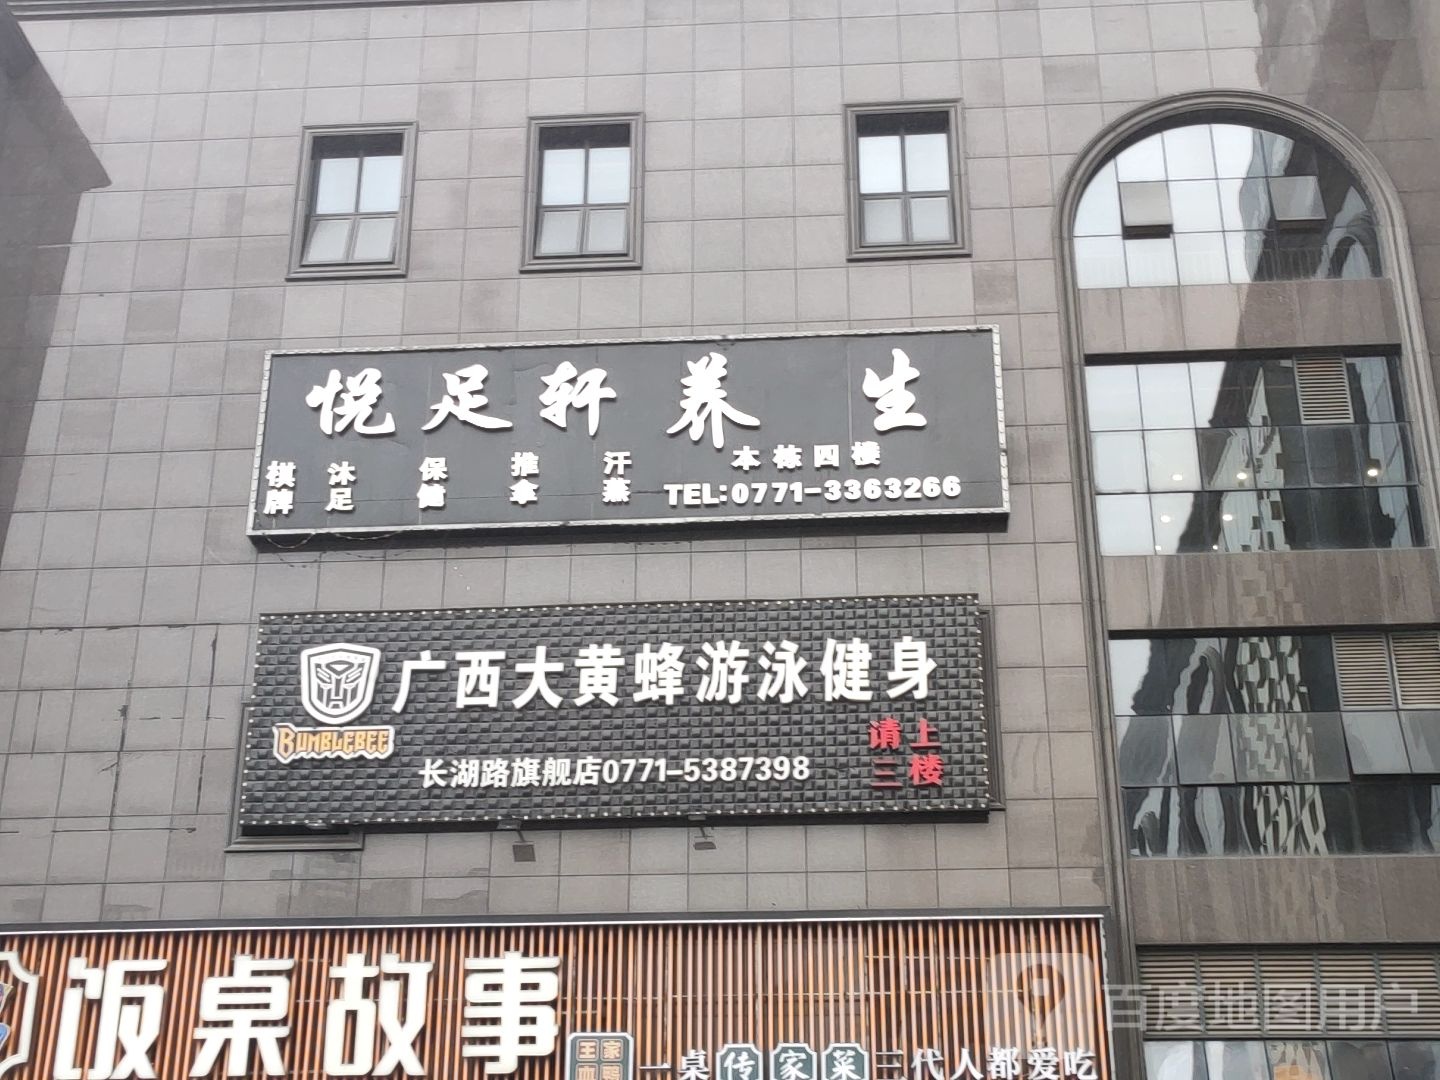 悦足轩养生
棋牌 沐足 保健 推拿 汗蒸
本栋四楼
TEL:0771-3363266
广西大黄蜂游泳健身
BUMBLEBEE
长湖路旗舰店0771-5387398
请上三楼
饭桌故事
王家
一桌传家菜三代人都爱吃
百度地图用户